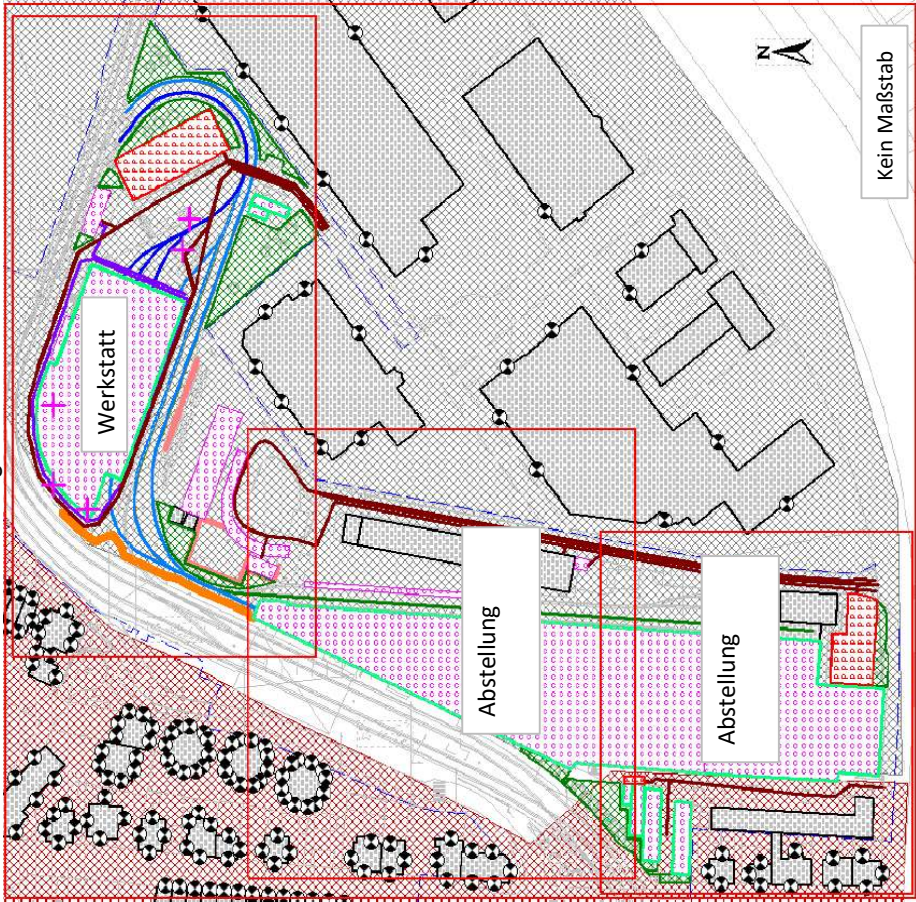 N
Kein Maßstab
Werkstatt
Abstellung
Abstellung